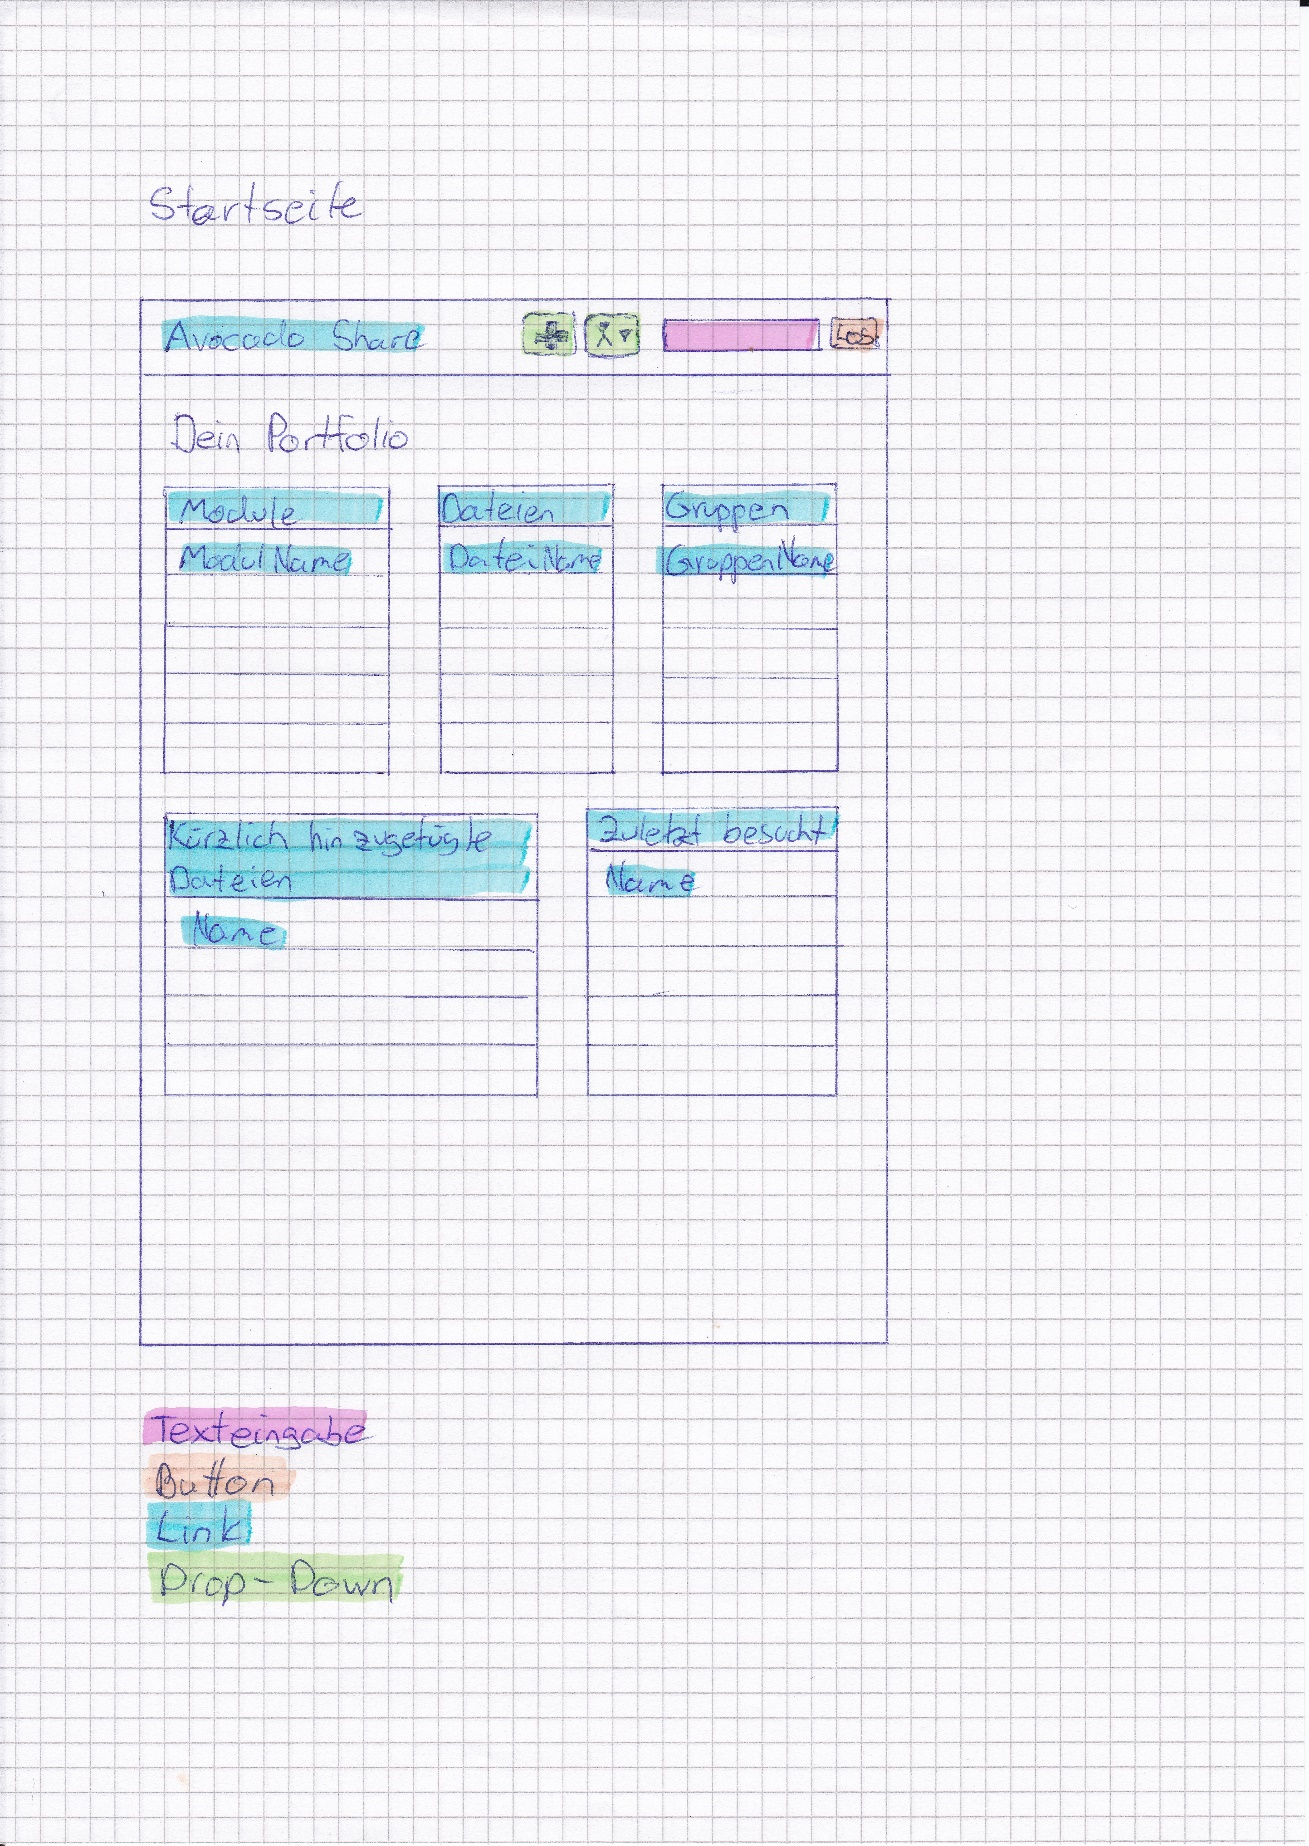 Startseite
Avocado Share Los
Dein Portfolio
Module Dateien Gruppen
ModulName DateiName GruppenName
Kürzlich hinzugefügte
Dateien
Zuletzt besucht
Name
Name
Texteingabe
Button
Link
Drop-Down